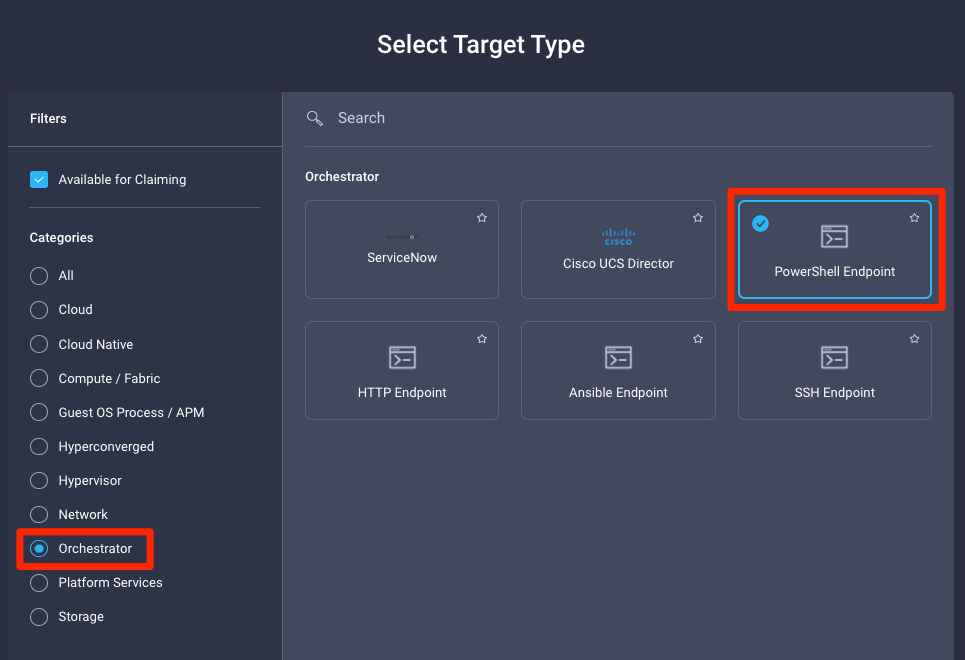 Select Target Type
Filters
Available for Claiming
Categories
All
Cloud
Cloud Native
Compute / Fabric
Guest OS Process / APM
Hyperconverged
Hypervisor
Network
Orchestrator
Platform Services
Storage
Search
Orchestrator
ServiceNow
CISCO
Cisco UCS Director
PowerShell Endpoint
HTTP Endpoint
Ansible Endpoint
SSH Endpoint